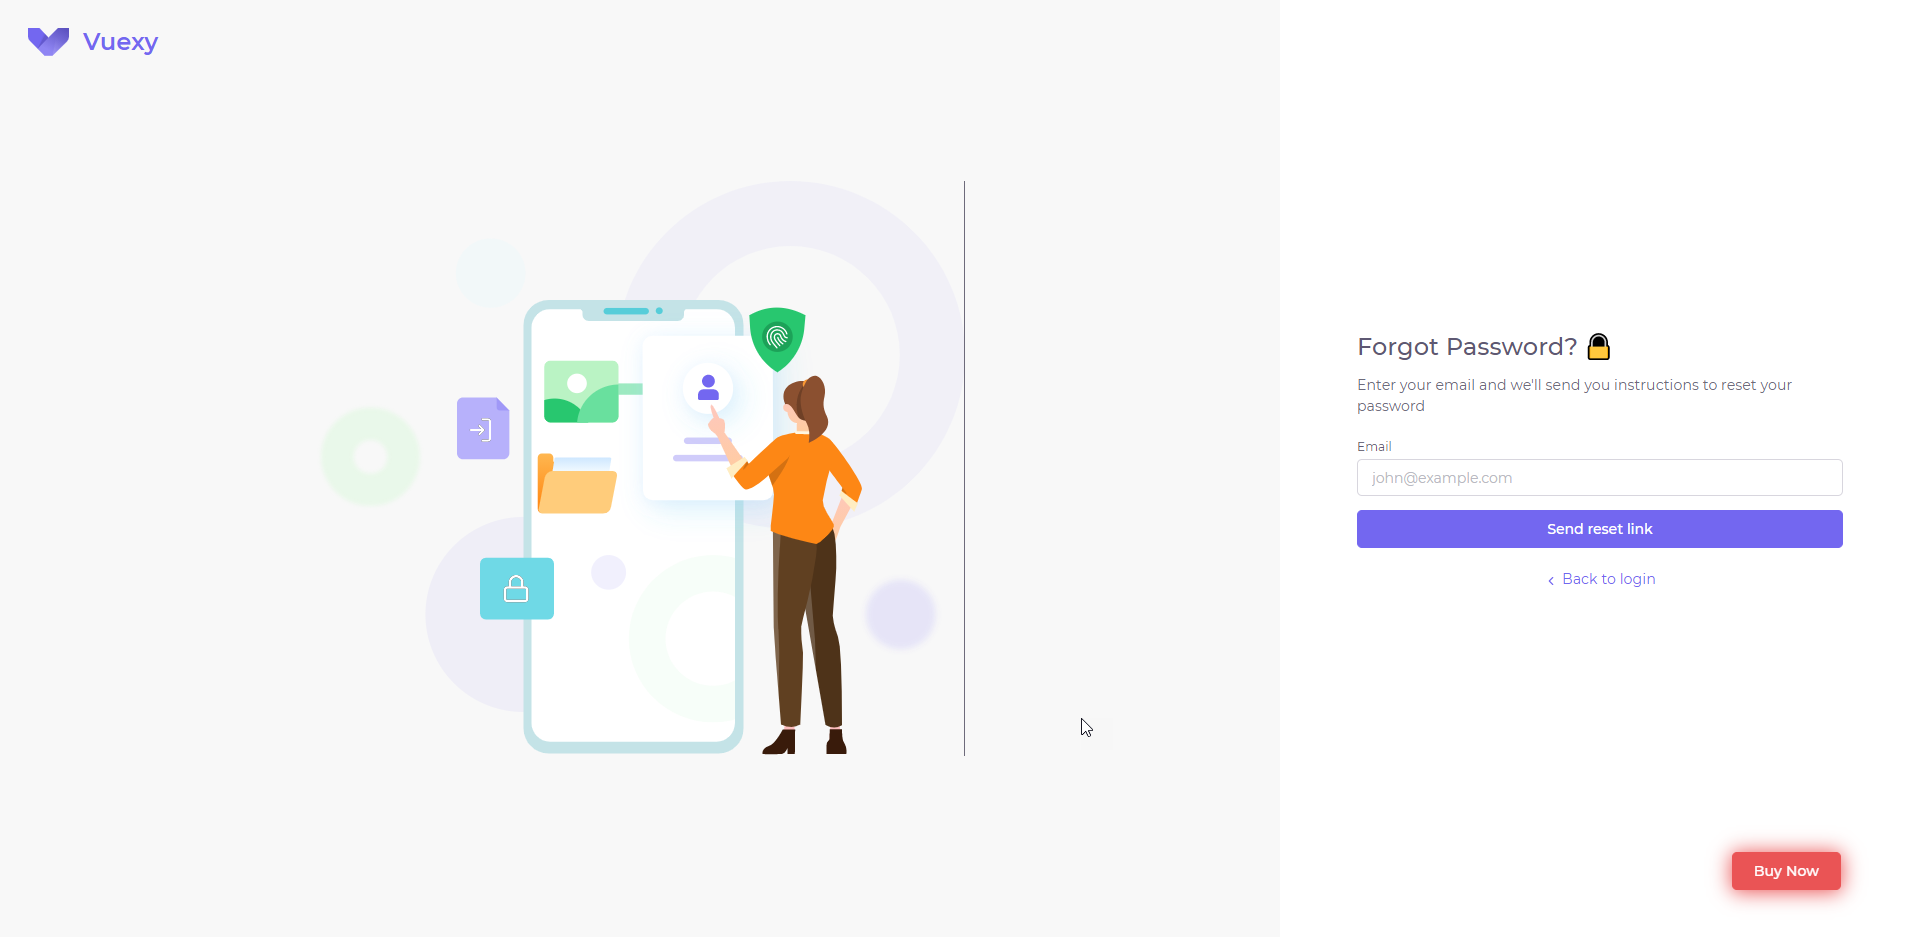 Vuexy
Forgot Password? 🔒
Enter your email and we'll send you instructions to reset your
password
Email
john@example.com
Send reset link
Back to login
Buy Now